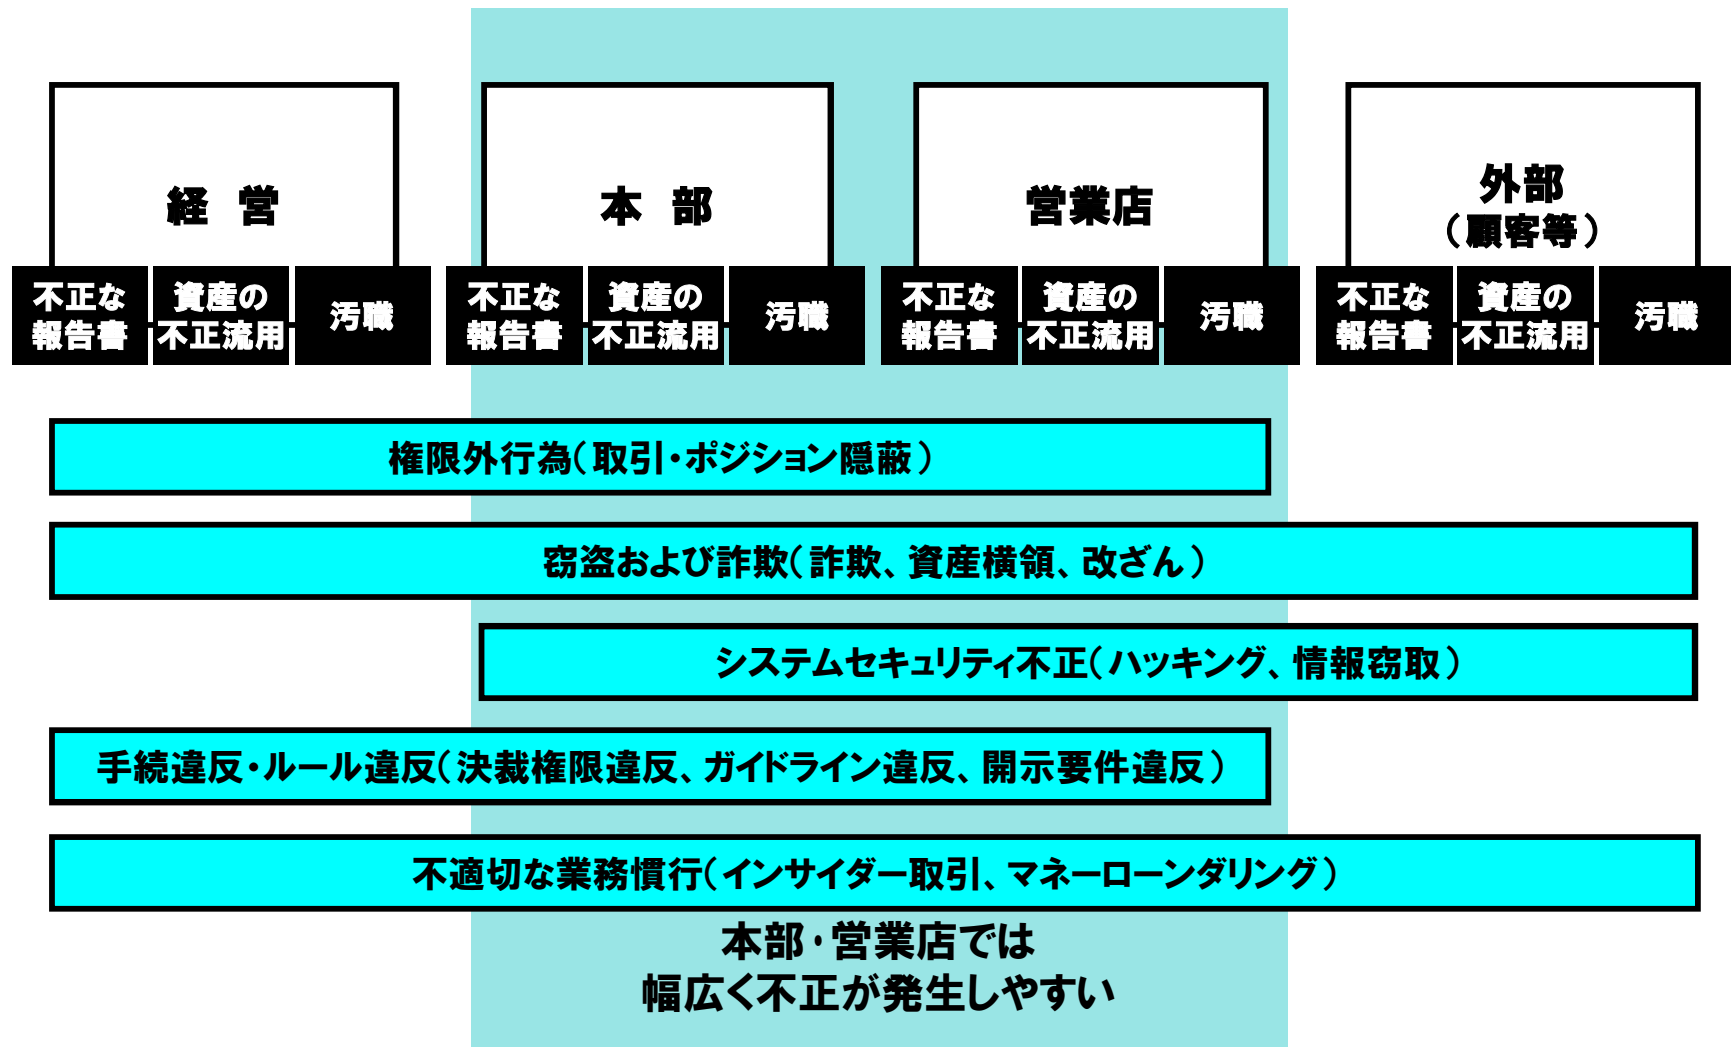 経 営
本 部
営業店
外部
（顧客等）
不正な
報告書
資産の
不正流用
汚職
不正な
報告書
資産の
不正流用
汚職
不正な
報告書
資産の
不正流用
汚職
不正な
報告書
資産の
不正流用
汚職
権限外行為（取引・ポジション隠蔽）
窃盗および詐欺（詐欺、資産横領、改ざん）
システムセキュリティ不正（ハッキング、情報窃取）
手続違反・ルール違反（決裁権限違反、ガイドライン違反、開示要件違反）
不適切な業務慣行（インサイダー取引、マネーローンダリング）
本部・営業店では
幅広く不正が発生しやすい